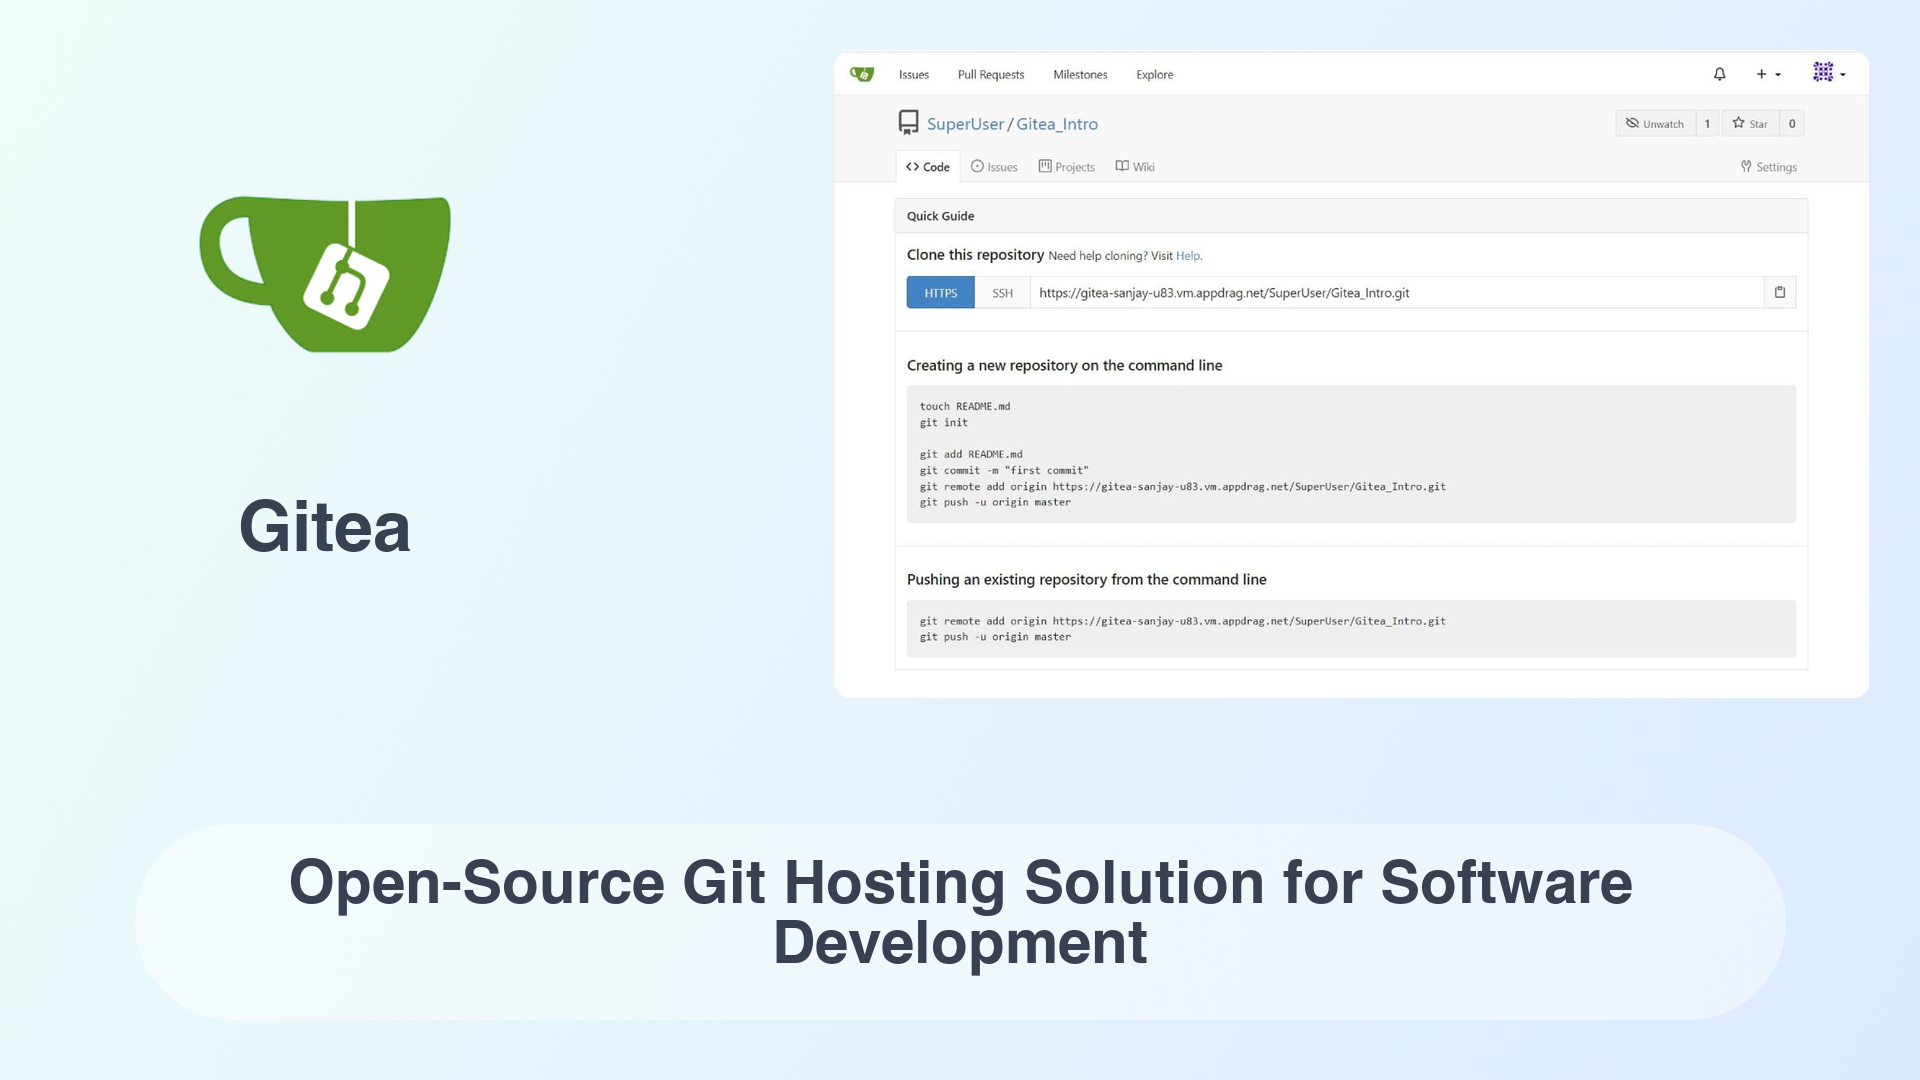 Gitea
Issues Pull Requests Milestones Explore
SuperUser / Gitea_Intro
Unwatch 1 Star 0
Code Issues Projects Wiki Settings
Quick Guide
Clone this repository Need help cloning? Visit Help.
HTTPS SSH https://gitea-sanjay-u83.vm.appdrag.net/SuperUser/Gitea_Intro.git
Creating a new repository on the command line
touch README.md
git init
git add README.md
git commit -m "first commit"
git remote add origin https://gitea-sanjay-u83.vm.appdrag.net/SuperUser/Gitea_Intro.git
git push -u origin master
Pushing an existing repository from the command line
git remote add origin https://gitea-sanjay-u83.vm.appdrag.net/SuperUser/Gitea_Intro.git
git push -u origin master
Open-Source Git Hosting Solution for Software
Development